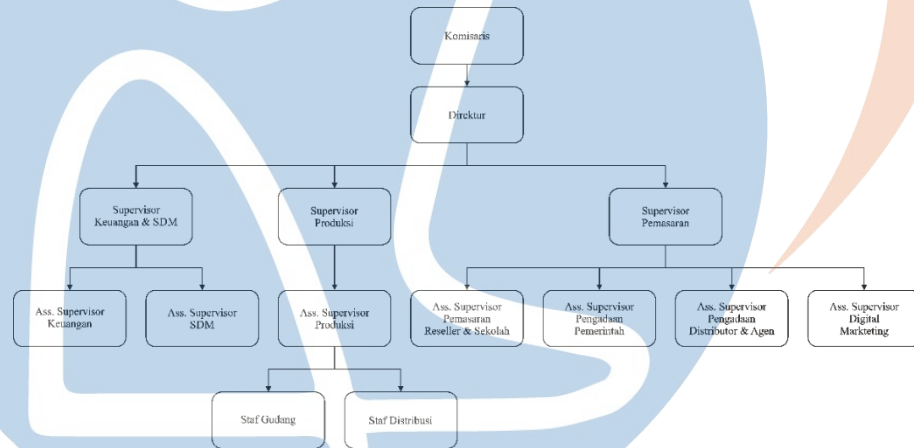 Komisaris
Direktur
Supervisor
Keuangan & SDM
Supervisor
Produksi
Supervisor
Pemasaran
Ass. Supervisor
Keuangan
Ass. Supervisor
SDM
Ass. Supervisor
Produksi
Ass. Supervisor
Pemasaran
Reseller & Sekolah
Ass. Supervisor
Pengadaan
Pemerintah
Ass. Supervisor
Pengadaan
Distributor & Agen
Ass. Supervisor
Digital
Markteting
Staf Gudang
Staf Distribusi